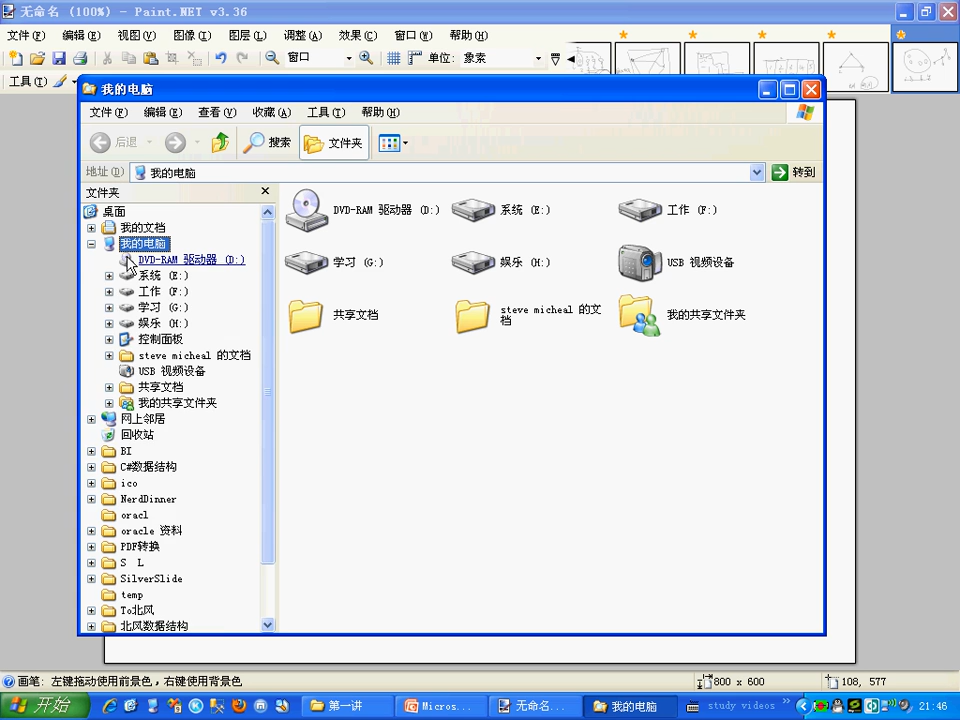 无命名 (100%) - Paint.NET v3.36
文件(F) 编辑(E) 视图(V) 图像(I) 图层(L) 调整(A) 效果(C) 窗口(W) 帮助(H)
窗口 单位: 象素
工具(T)
我的电脑
文件(F) 编辑(E) 查看(V) 收藏(A) 工具(T) 帮助(H)
后退 搜索 文件夹
地址(D) 我的电脑 转到
文件夹
桌面
我的文档
我的电脑
DVD-RAM 驱动器 (D:)
系统 (E:)
工作 (F:)
学习 (G:)
娱乐 (H:)
控制面板
steve micheal 的文档
USB 视频设备
共享文档
我的共享文件夹
网上邻居
回收站
BI
C#数据结构
ico
NerdDinner
oracl
oracle 资料
PDF转换
S L
SilverSlide
temp
To北风
北风数据结构
DVD-RAM 驱动器 (D:) 系统 (E:) 工作 (F:)
学习 (G:) 娱乐 (H:) USB 视频设备
共享文档 steve micheal 的文档 我的共享文件夹
画笔: 左键拖动使用前景色，右键使用背景色 800 x 600 108, 577
开始 第一讲 Micros... 无命名... 我的电脑 study videos 21:46